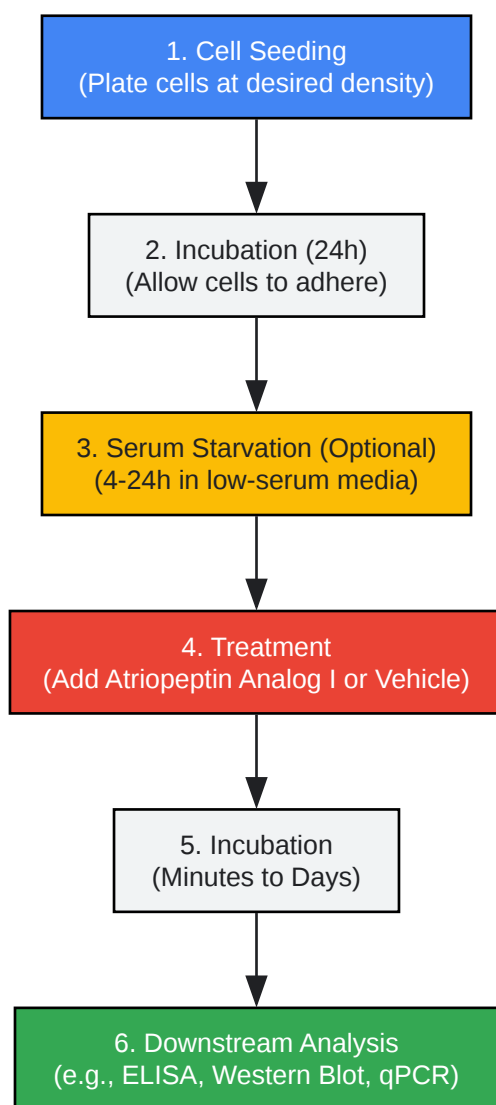 1. Cell Seeding
(Plate cells at desired density)
2. Incubation (24h)
(Allow cells to adhere)
3. Serum Starvation (Optional)
(4-24h in low-serum media)
4. Treatment
(Add Atriopeptin Analog I or Vehicle)
5. Incubation
(Minutes to Days)
6. Downstream Analysis
(e.g., ELISA, Western Blot, qPCR)